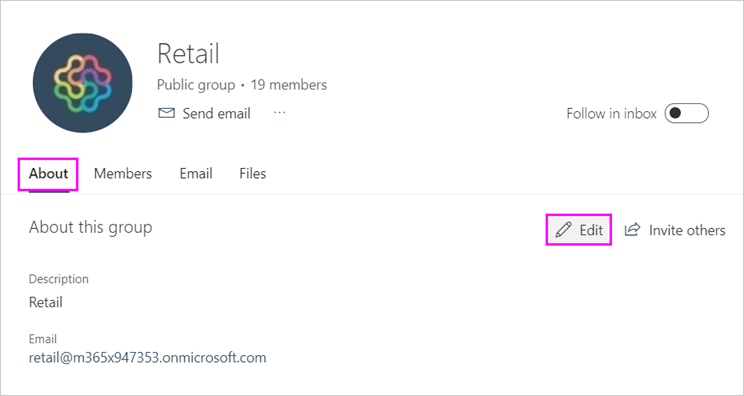 Retail
Public group • 19 members
Send email ...
Follow in inbox
About Members Email Files
About this group
Edit Invite others
Description
Retail
Email
retail@m365x947353.onmicrosoft.com